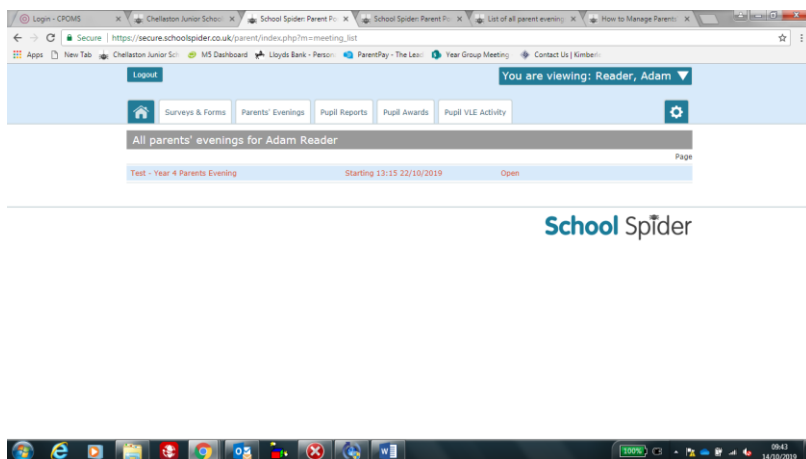 Login - CPOMS
Chellaston Junior School
School Spider: Parent Po
School Spider: Parent Po
List of all parent evening
How to Manage Parents
Secure https://secure.schoolspider.co.uk/parent/index.php?m=meeting_list
Apps New Tab Chellaston Junior Sch M5 Dashboard Lloyds Bank - Person ParentPay - The Lead Year Group Meeting Contact Us | Kimberl
Logout
You are viewing: Reader, Adam
Surveys & Forms Parents' Evenings Pupil Reports Pupil Awards Pupil VLE Activity
All parents' evenings for Adam Reader
Page
Test - Year 4 Parents Evening Starting 13:15 22/10/2019 Open
School Spider
100% 09:43
14/10/2019